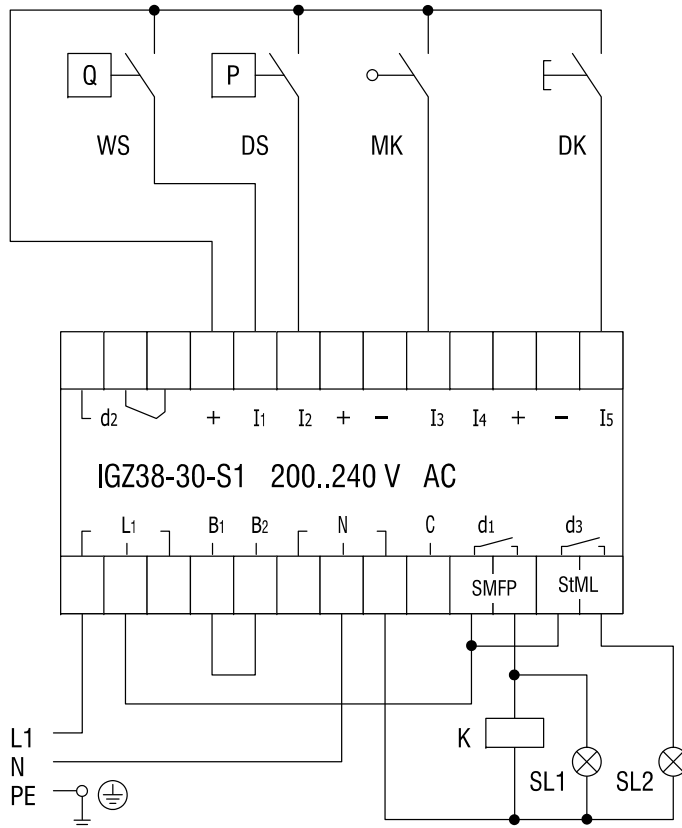 Q P
WS DS MK DK
d2 + I1 I2 + − I3 I4 + − I5
IGZ38-30-S1 200..240 V AC
L1 B1 B2 N C d1 d3
SMFP StML
L1
N
PE
K SL1 SL2